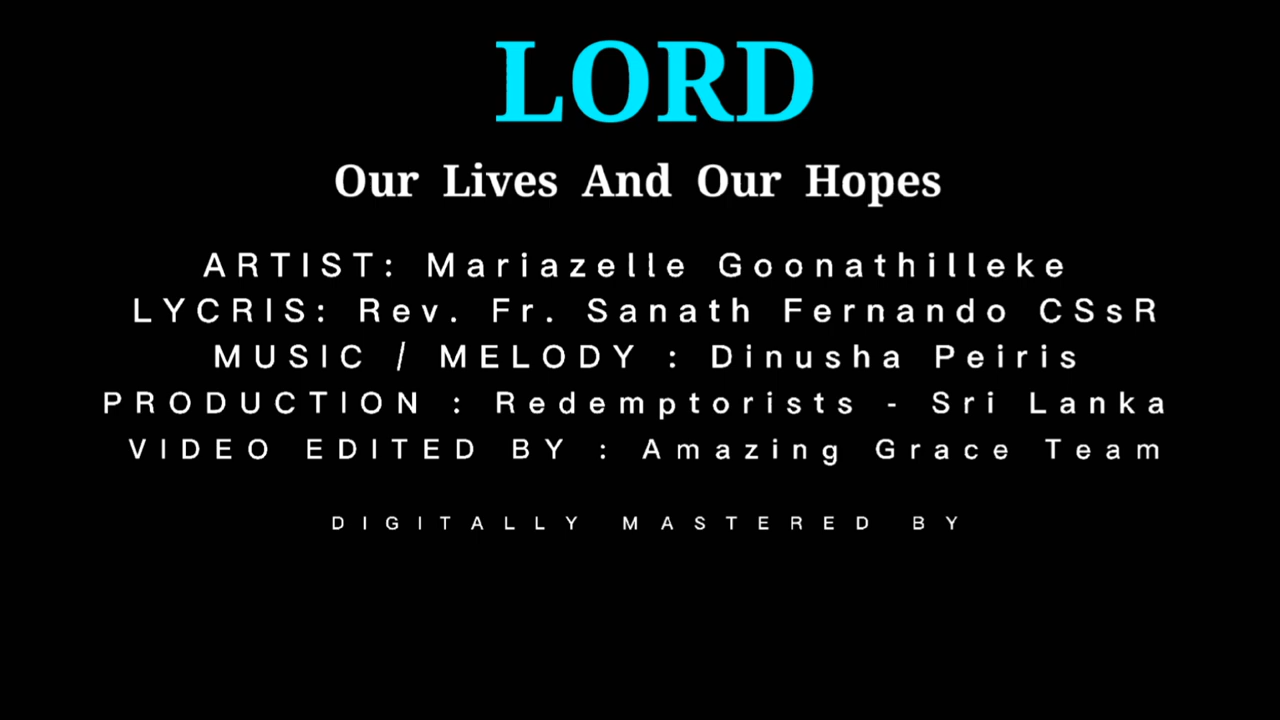 LORD
Our Lives And Our Hopes
ARTIST: Mariazelle Goonathilleke
LYCRIS: Rev. Fr. Sanath Fernando CSsR
MUSIC / MELODY : Dinusha Peiris
PRODUCTION : Redemptorists - Sri Lanka
VIDEO EDITED BY : Amazing Grace Team
DIGITALLY MASTERED BY